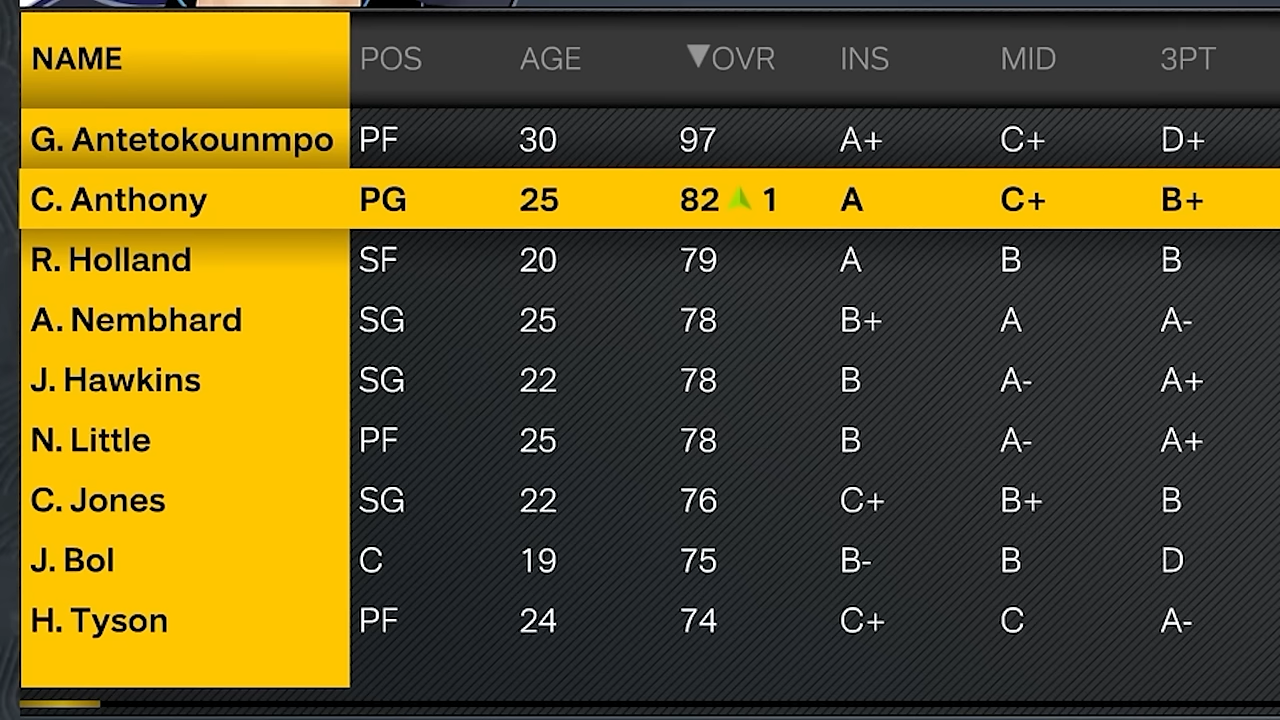 NAME POS AGE ▼OVR INS MID 3PT
G. Antetokounmpo PF 30 97 A+ C+ D+
C. Anthony PG 25 82 ▲ 1 A C+ B+
R. Holland SF 20 79 A B B
A. Nembhard SG 25 78 B+ A A-
J. Hawkins SG 22 78 B A- A+
N. Little PF 25 78 B A- A+
C. Jones SG 22 76 C+ B+ B
J. Bol C 19 75 B- B D
H. Tyson PF 24 74 C+ C A-